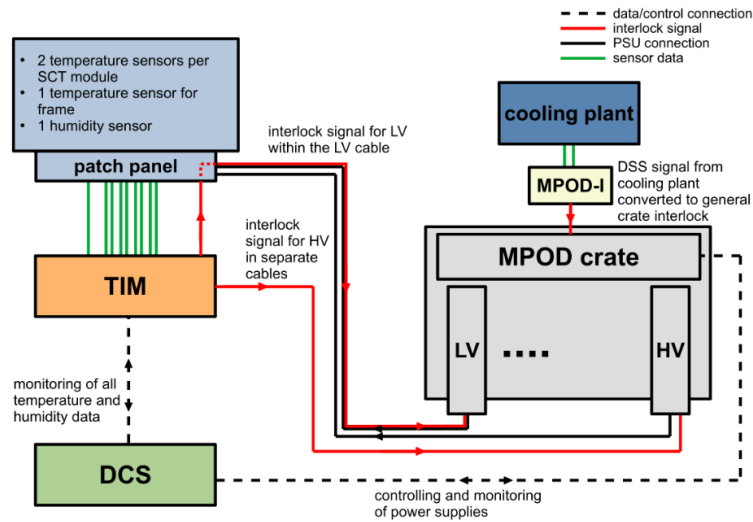 data/control connection
interlock signal
PSU connection
sensor data
• 2 temperature sensors per
SCT module
• 1 temperature sensor for
frame
• 1 humidity sensor
patch panel
interlock signal for LV
within the LV cable
cooling plant
MPOD-I
DSS signal from
cooling plant
converted to general
crate interlock
interlock
signal for HV
in separate
cables
TIM
MPOD crate
LV
HV
monitoring of all
temperature and
humidity data
DCS
controlling and monitoring
of power supplies